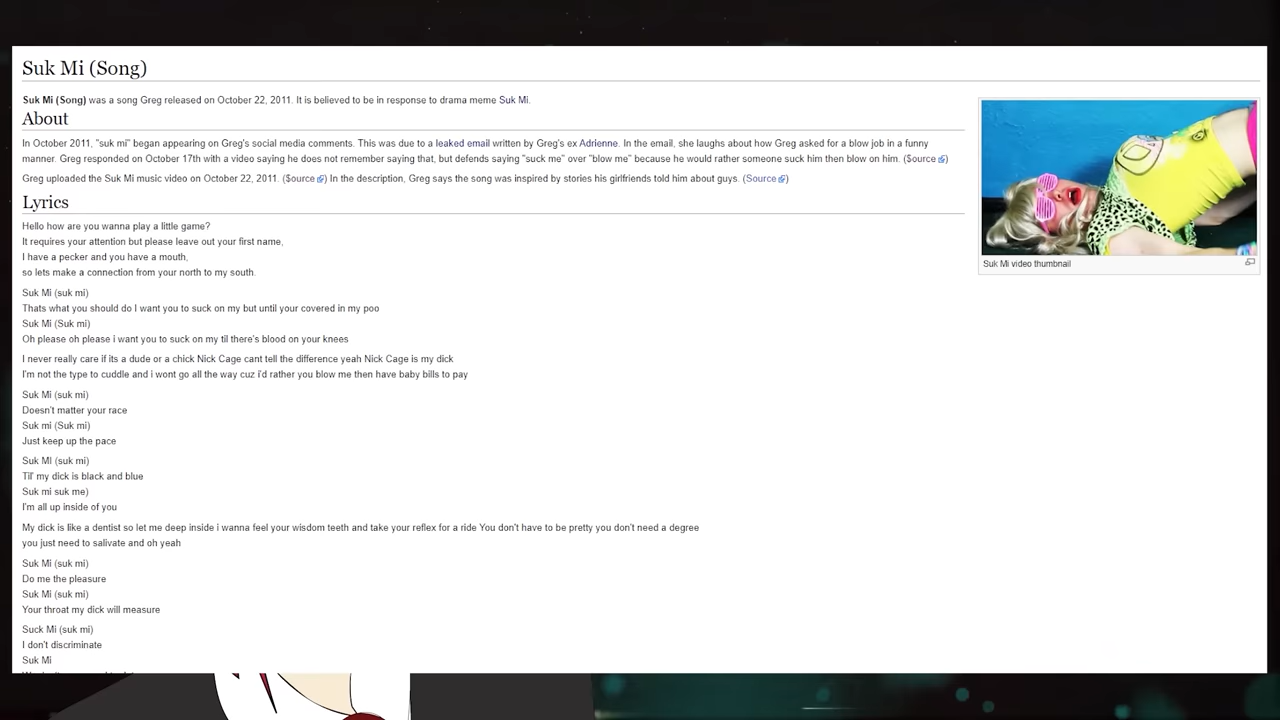 Suk Mi (Song)
Suk Mi (Song) was a song Greg released on October 22, 2011. It is believed to be in response to drama meme Suk Mi.
About
In October 2011, "suk mi" began appearing on Greg's social media comments. This was due to a leaked email written by Greg's ex Adrienne. In the email, she laughs about how Greg asked for a blow job in a funny
manner. Greg responded on October 17th with a video saying he does not remember saying that, but defends saying "suck me" over "blow me" because he would rather someone suck him then blow on him. (Source)
Greg uploaded the Suk Mi music video on October 22, 2011. (Source) In the description, Greg says the song was inspired by stories his girlfriends told him about guys. (Source)
Suk Mi video thumbnail
Lyrics
Hello how are you wanna play a little game?
It requires your attention but please leave out your first name,
I have a pecker and you have a mouth,
so lets make a connection from your north to my south.
Suk Mi (suk mi)
Thats what you should do I want you to suck on my but until your covered in my poo
Suk Mi (Suk mi)
Oh please oh please i want you to suck on my til there's blood on your knees
I never really care if its a dude or a chick Nick Cage cant tell the difference yeah Nick Cage is my dick
I'm not the type to cuddle and i wont go all the way cuz i'd rather you blow me then have baby bills to pay
Suk Mi (suk mi)
Doesn't matter your race
Suk mi (Suk mi)
Just keep up the pace
Suk MI (suk mi)
Til' my dick is black and blue
Suk mi suk me)
I'm all up inside of you
My dick is like a dentist so let me deep inside i wanna feel your wisdom teeth and take your reflex for a ride You don't have to be pretty you don't need a degree
you just need to salivate and oh yeah
Suk Mi (suk mi)
Do me the pleasure
Suk Mi (suk mi)
Your throat my dick will measure
Suck Mi (suk mi)
I don't discriminate
Suk Mi